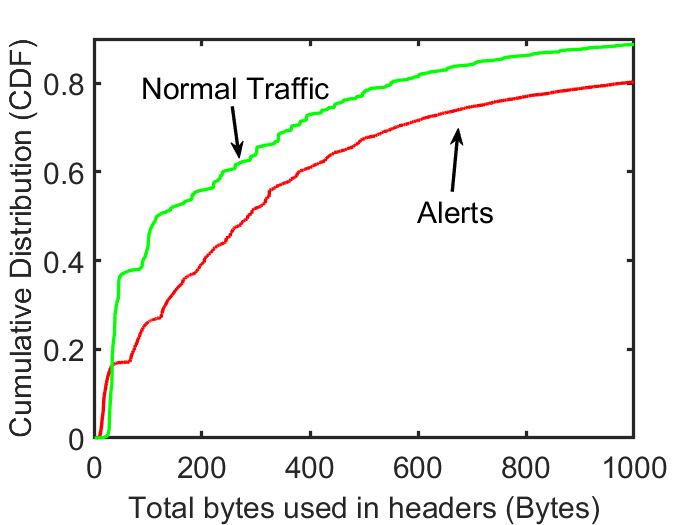 Cumulative Distribution (CDF)
0.8
0.6
0.4
0.2
0
Normal Traffic
Alerts
0 200 400 600 800 1000
Total bytes used in headers (Bytes)